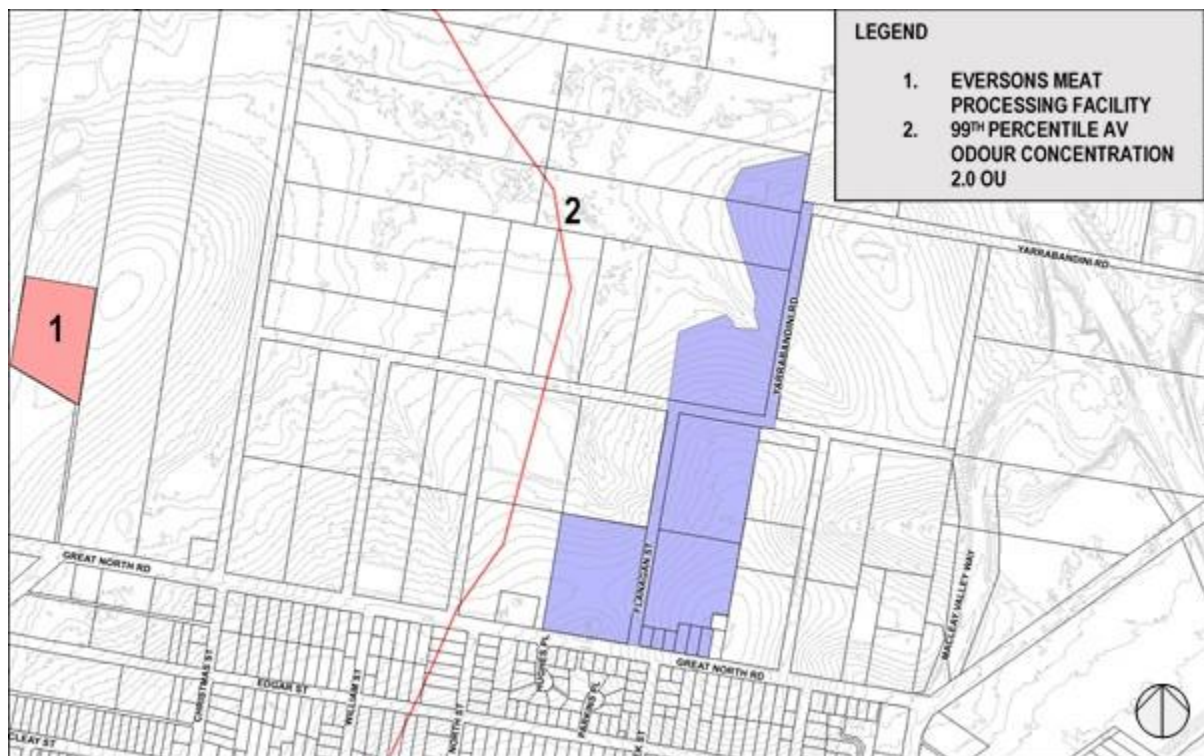 LEGEND
1. EVERSONS MEAT
PROCESSING FACILITY
2. 99TH PERCENTILE AV
ODOUR CONCENTRATION
2.0 OU
2
YARRABANDINI RD
1
YARRABANDINI RD
GREAT NORTH RD
FLANAGAN ST
MACLEAY VALLEY WAY
HUGHES PL
GREAT NORTH RD
CHRISTMAS ST
EDGAR ST
WILLIAM ST
NORTH ST
PARKINS PL
CLEAY ST
K ST